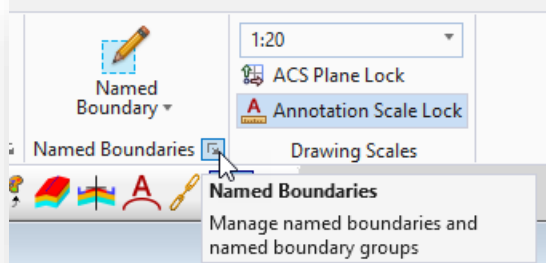 1:20
Named
Boundary
ACS Plane Lock
Annotation Scale Lock
Named Boundaries
Drawing Scales
Named Boundaries
Manage named boundaries and
named boundary groups